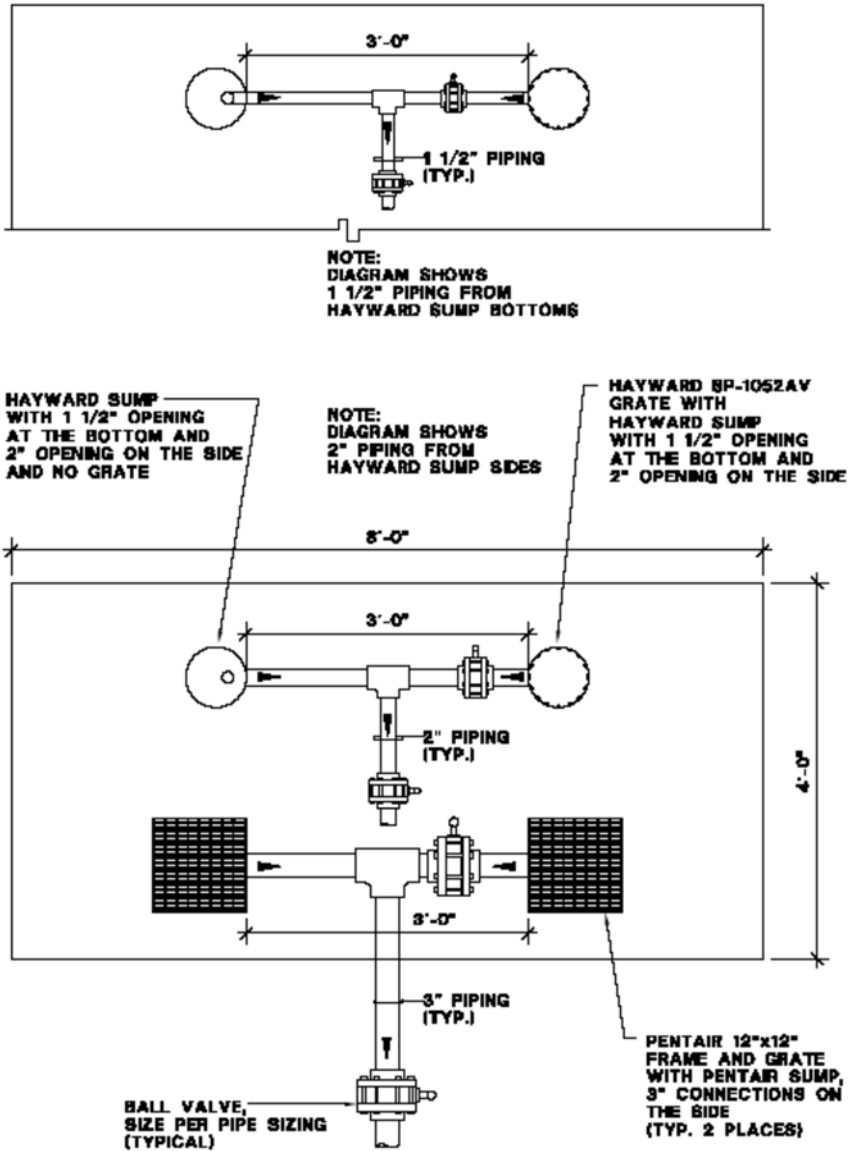 3'-0"
1 1/2" PIPING
(TYP.)
NOTE:
DIAGRAM SHOWS
1 1/2" PIPING FROM
HAYWARD SUMP BOTTOMS
HAYWARD SUMP
WITH 1 1/2" OPENING
AT THE BOTTOM AND
2" OPENING ON THE SIDE
AND NO GRATE
NOTE:
DIAGRAM SHOWS
2" PIPING FROM
HAYWARD SUMP SIDES
HAYWARD SP-1052AV
GRATE WITH
HAYWARD SUMP
WITH 1 1/2" OPENING
AT THE BOTTOM AND
2" OPENING ON THE SIDE
8'-0"
3'-0"
2" PIPING
(TYP.)
4'-0"
3'-0"
3" PIPING
(TYP.)
PENTAIR 12"x12"
FRAME AND GRATE
WITH PENTAIR SUMP,
3" CONNECTIONS ON
THE SIDE
(TYP. 2 PLACES)
BALL VALVE,
SIZE PER PIPE SIZING
(TYPICAL)